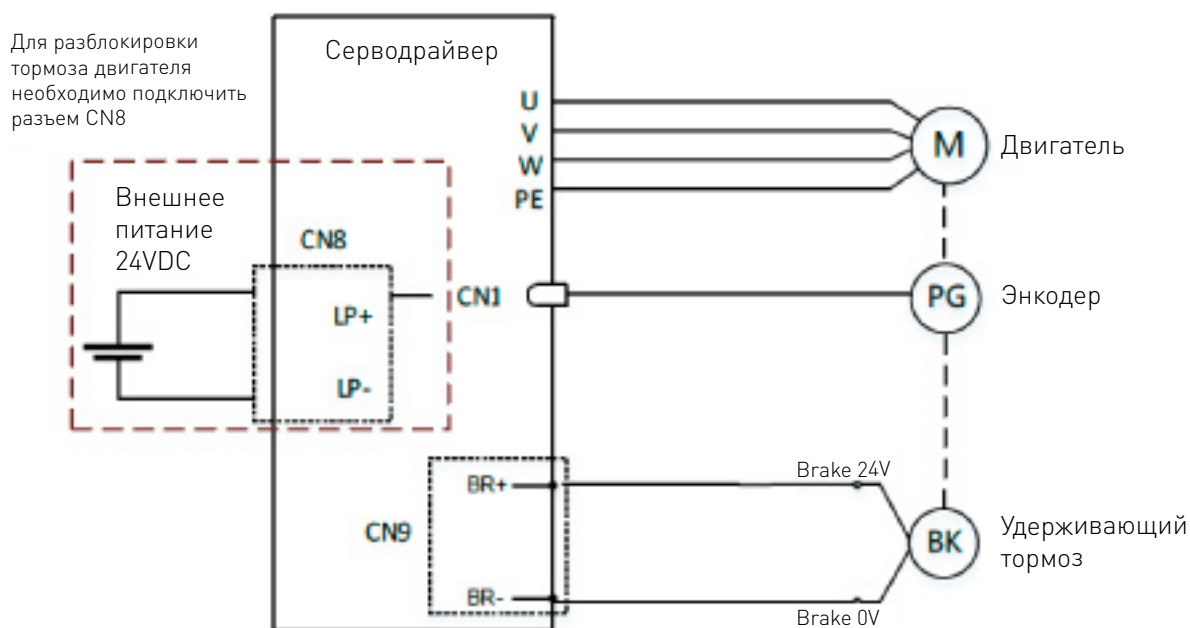 Для разблокировки
тормоза двигателя
необходимо подключить
разъем CN8
Серводрайвер
U
V
W
PE
M
Двигатель
Внешнее
питание
24VDC
CN8
LP+
LP-
CN1
PG
Энкодер
CN9
BR+
BR-
Brake 24V
Brake 0V
BK
Удерживающий
тормоз